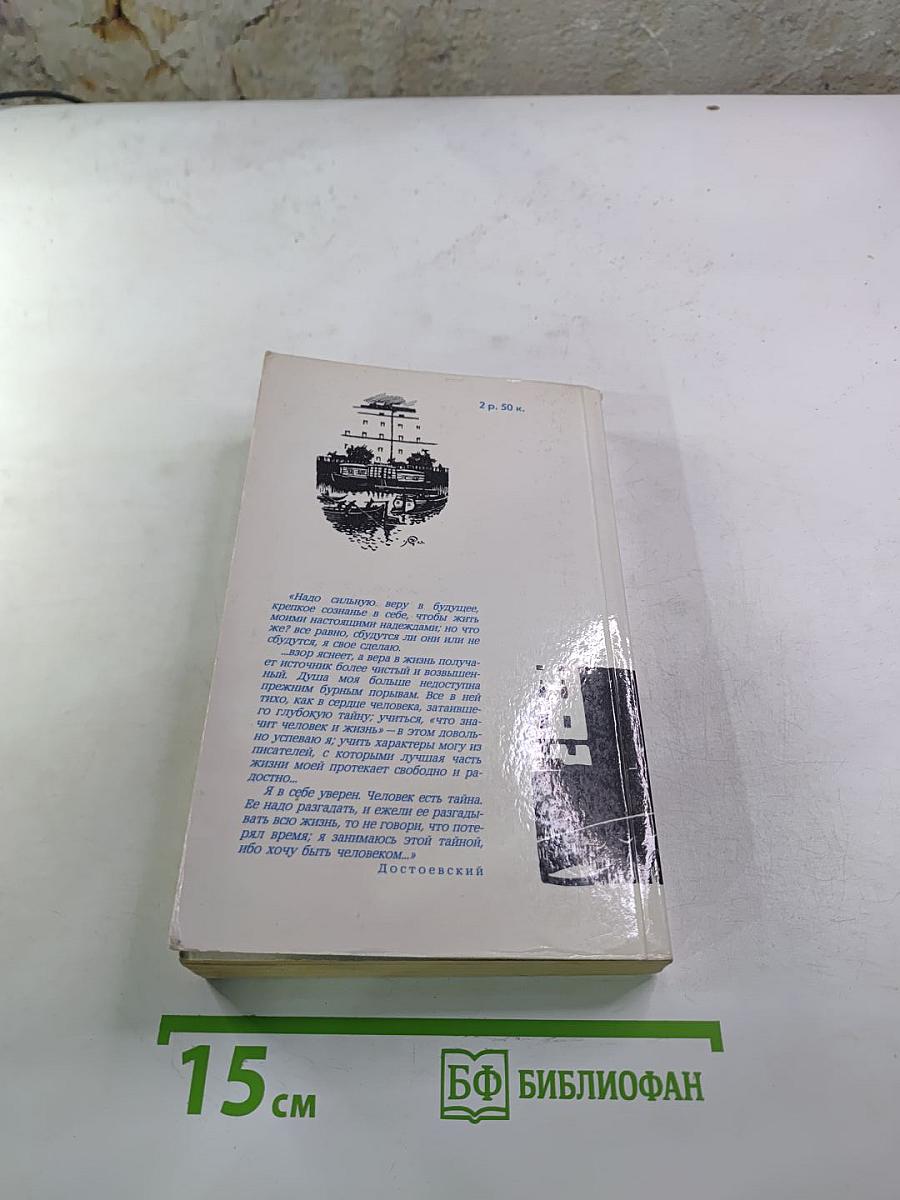 2 р. 50 к.
«Надо сильную веру в будущее,
крепкое сознанье в себе, чтобы жить
моими настоящими надеждами; но что
же? все равно, сбудутся ли они или не
сбудутся, я свое сделаю.
...взор яснеет, а вера в жизнь получа-
ет источник более чистый и возвышен-
ный. Душа моя больше недоступна
прежним бурным порывам. Все в ней
тихо, как в сердце человека, затаивше-
го глубокую тайну; учиться, «что зна-
чит человек и жизнь» — в этом доволь-
но успеваю я; учить характеры могу из
писателей, с которыми лучшая часть
жизни моей протекает свободно и ра-
достно...
Я в себе уверен. Человек есть тайна.
Ее надо разгадать, и ежели ее разгады-
вать всю жизнь, то не говори, что поте-
рял время; я занимаюсь этой тайной,
ибо хочу быть человеком...»
Достоевский
15 см
БФ БИБЛИОФАН